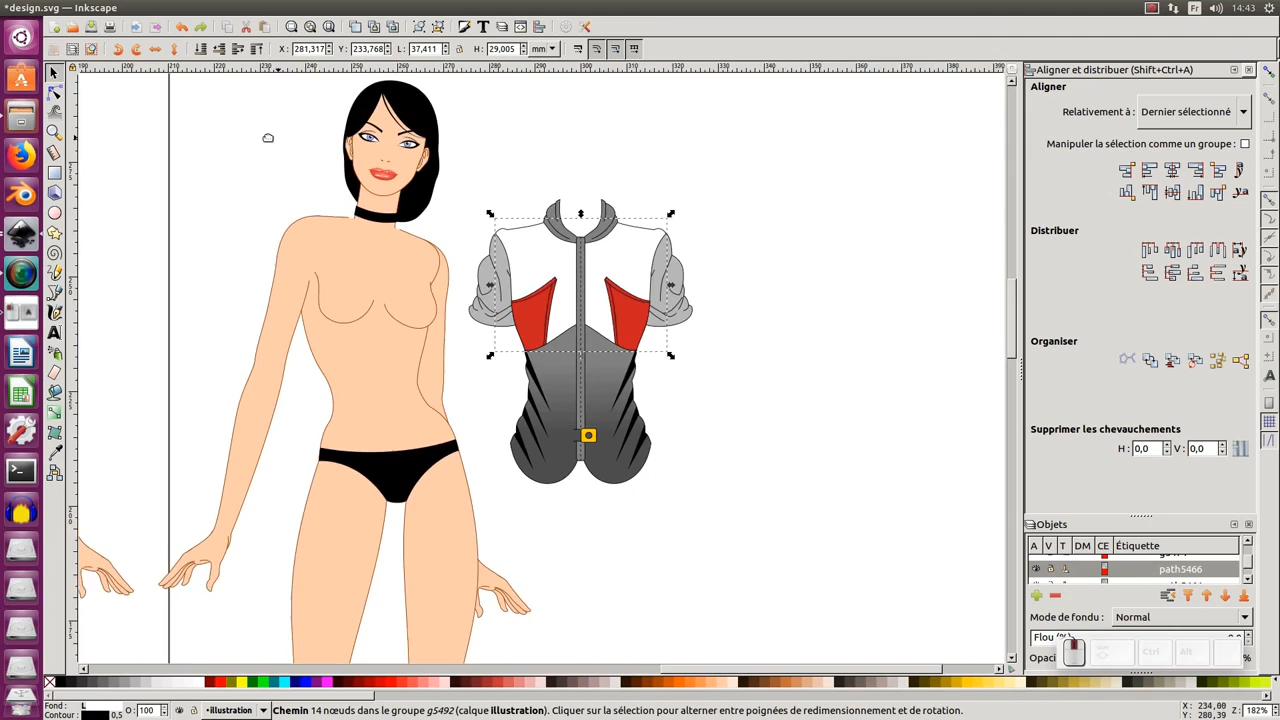 *design.svg — Inkscape
Fr
14:43
X: 281,317
Y: 233,768
L: 37,411
H: 29,005
mm
Aligner et distribuer (Shift+Ctrl+A)
Aligner
Relativement à :
Dernier sélectionné
Manipuler la sélection comme un groupe :
Distribuer
Organiser
Supprimer les chevauchements
H : 0,0
V : 0,0
Objets
A
V
T
DM
CE
Étiquette
path5466
Mode de fondu :
Normal
Flou (%)
Ctrl
Alt
Opaci
%
Fond :
L
O : 100
Contour :
0,5
•illustration
Chemin 14 nœuds dans le groupe g5492 (calque illustration). Cliquer sur la sélection pour alterner entre poignées de redimensionnement et de rotation.
X : 234,00
Y : 280,39
Z : 182%